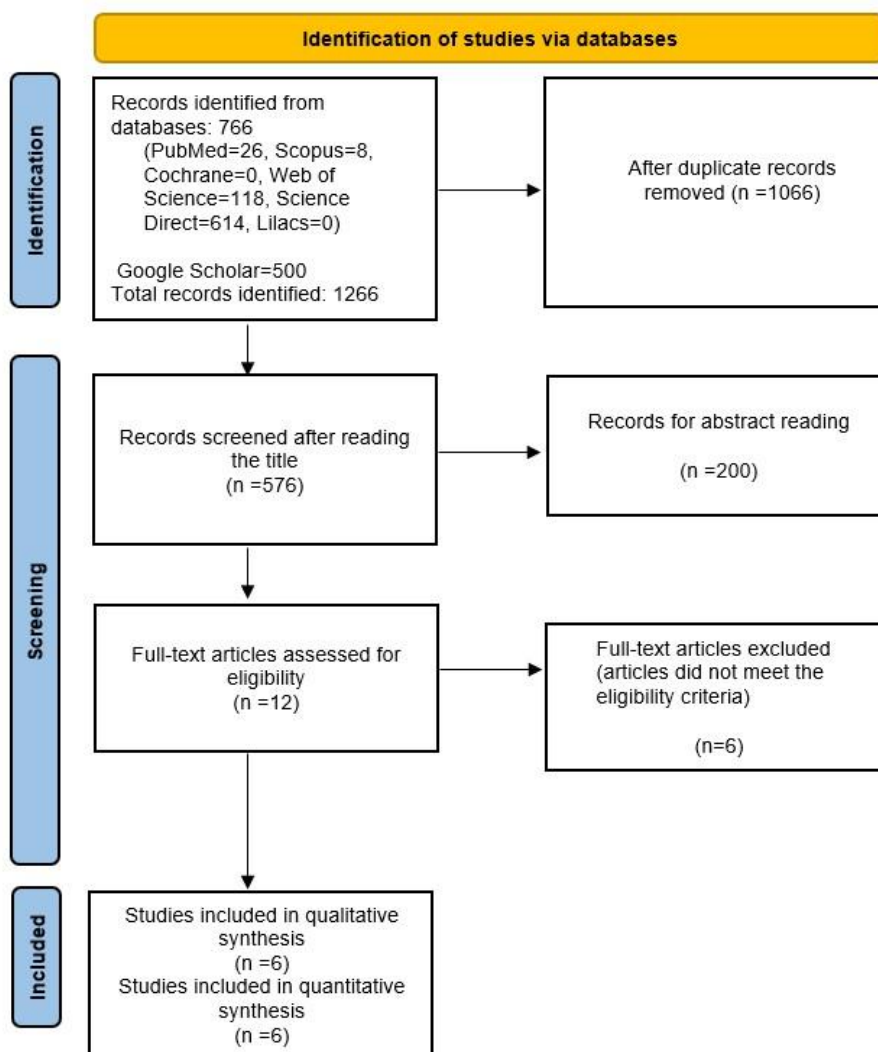 Identification of studies via databases
Identification
Records identified from
databases: 766
(PubMed=26, Scopus=8,
Cochrane=0, Web of
Science=118, Science
Direct=614, Lilacs=0)
Google Scholar=500
Total records identified: 1266
After duplicate records
removed (n =1066)
Screening
Records screened after reading
the title
(n =576)
Records for abstract reading
(n =200)
Full-text articles assessed for
eligibility
(n =12)
Full-text articles excluded
(articles did not meet the
eligibility criteria)
(n=6)
Included
Studies included in qualitative
synthesis
(n =6)
Studies included in quantitative
synthesis
(n =6)